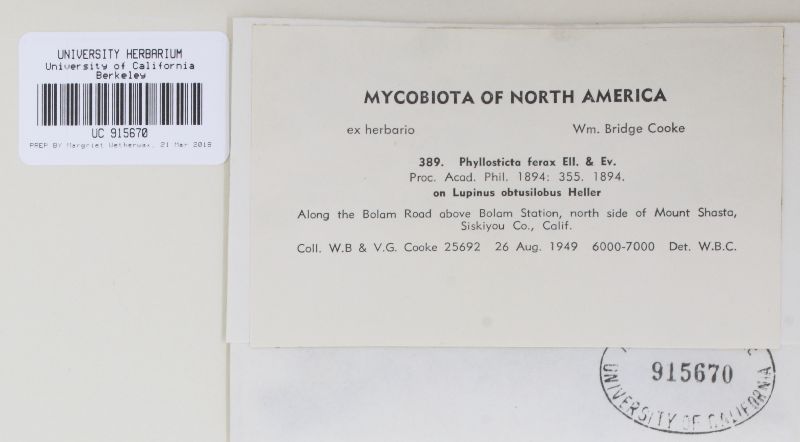 UNIVERSITY HERBARIUM
University of California
Berkeley
UC 915670
PREP BY Margriet Wetherwax, 21 Mar 2018
MYCOBIOTA OF NORTH AMERICA
ex herbario Wm. Bridge Cooke
389. Phyllosticta ferax Ell. & Ev.
Proc. Acad. Phil. 1894: 355. 1894.
on Lupinus obtusilobus Heller
Along the Bolam Road above Bolam Station, north side of Mount Shasta,
Siskiyou Co., Calif.
Coll. W.B & V.G. Cooke 25692 26 Aug. 1949 6000-7000 Det. W.B.C.
915670
UNIVERSITY OF CALIFORNIA